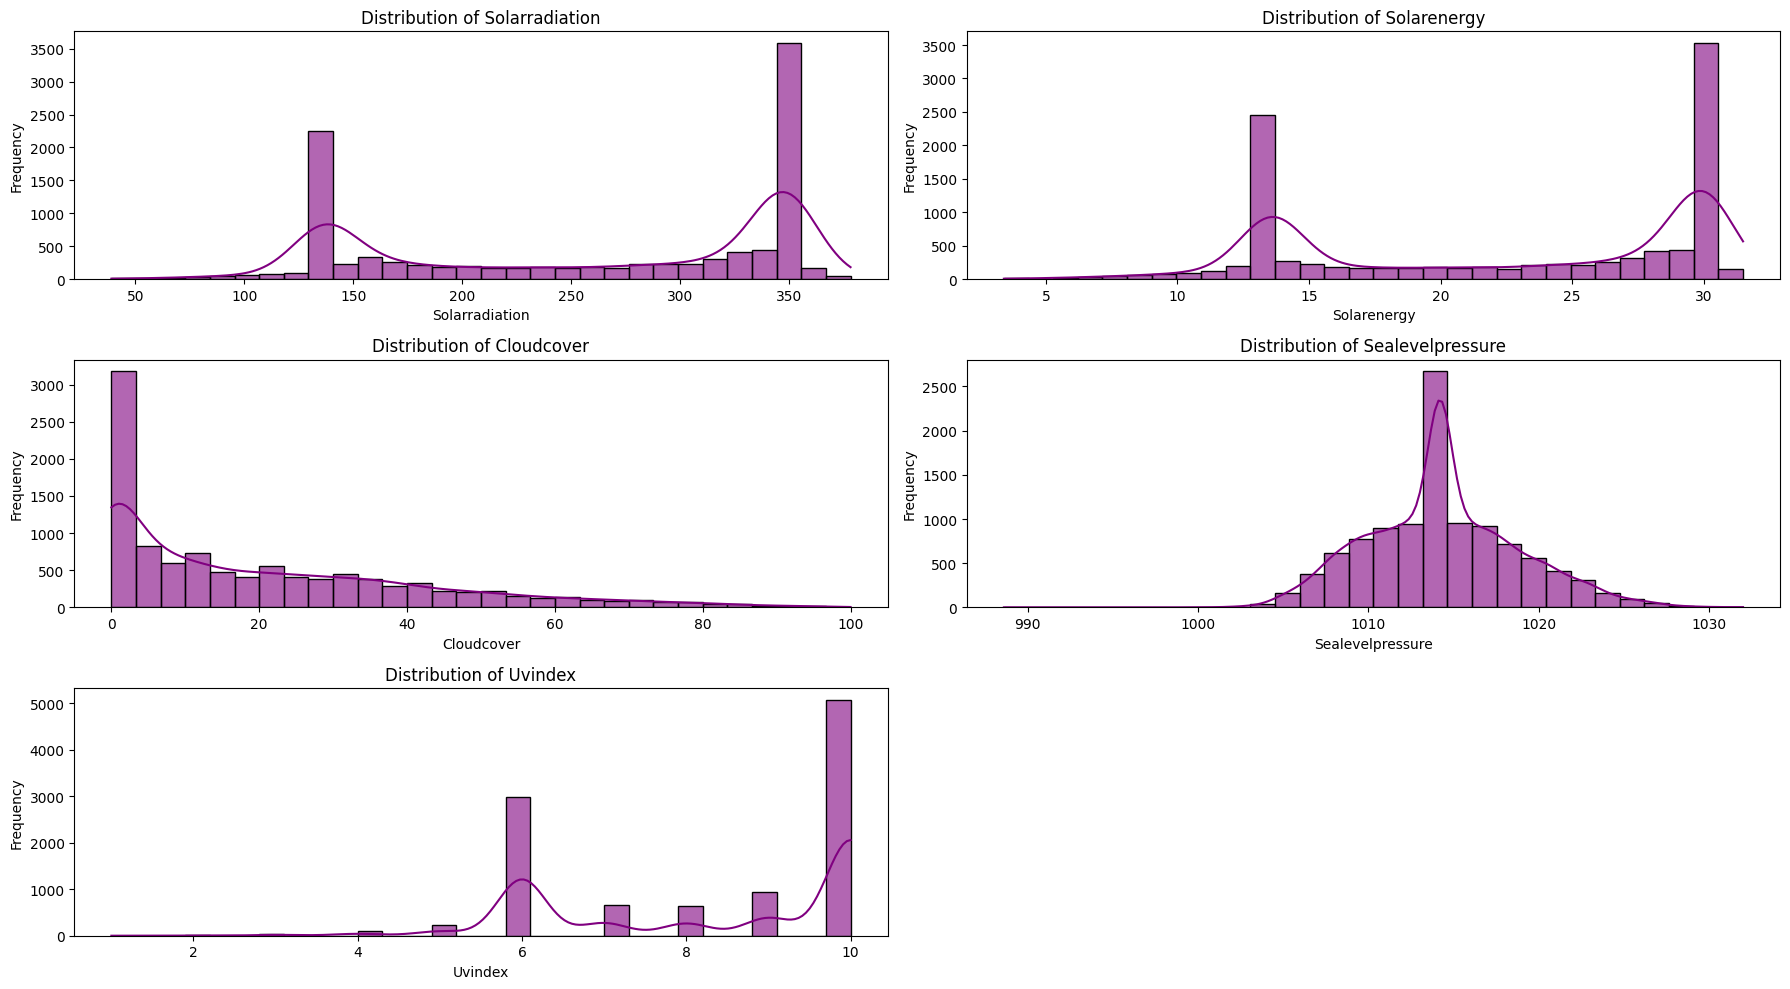 Distribution of Solarradiation
Frequency
3500
3000
2500
2000
1500
1000
500
0
50 100 150 200 250 300 350
Solarradiation
Distribution of Solarenergy
Frequency
3500
3000
2500
2000
1500
1000
500
0
5 10 15 20 25 30
Solarenergy
Distribution of Cloudcover
Frequency
3000
2500
2000
1500
1000
500
0
0 20 40 60 80 100
Cloudcover
Distribution of Sealevelpressure
Frequency
2500
2000
1500
1000
500
0
990 1000 1010 1020 1030
Sealevelpressure
Distribution of Uvindex
Frequency
5000
4000
3000
2000
1000
0
2 4 6 8 10
Uvindex